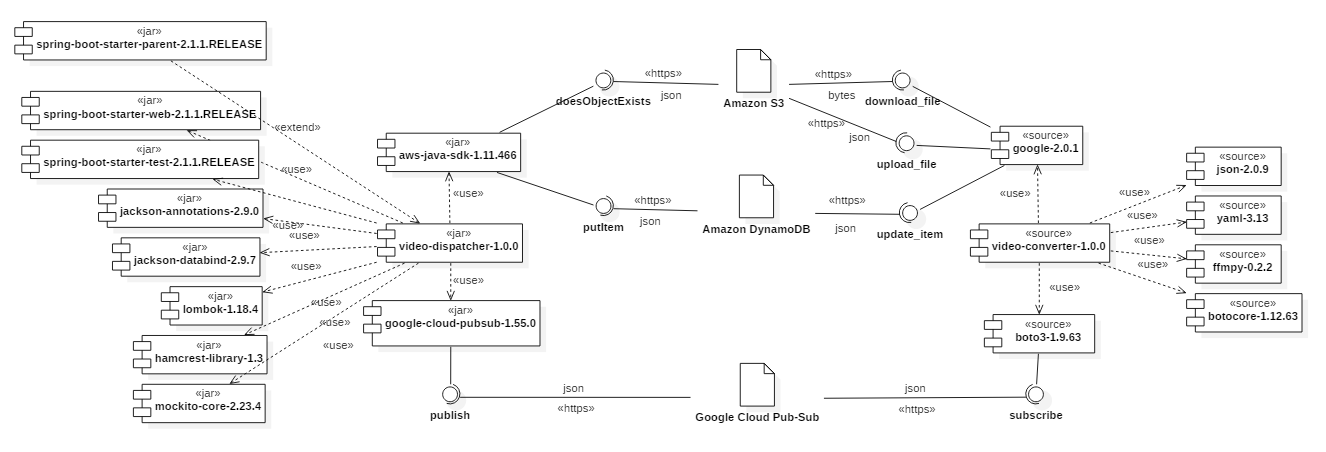 «jar»
spring-boot-starter-parent-2.1.1.RELEASE
«jar»
spring-boot-starter-web-2.1.1.RELEASE
«extend»
«jar»
spring-boot-starter-test-2.1.1.RELEASE
«use»
«jar»
jackson-annotations-2.9.0
«use»
«use»
«jar»
jackson-databind-2.9.7
«use»
«jar»
lombok-1.18.4
«use»
«use»
«jar»
hamcrest-library-1.3
«use»
«jar»
mockito-core-2.23.4
«jar»
aws-java-sdk-1.11.466
«use»
«jar»
video-dispatcher-1.0.0
«use»
«jar»
google-cloud-pubsub-1.55.0
publish
doesObjectExists
«https»
json
putItem
«https»
json
json
«https»
Amazon S3
Amazon DynamoDB
Google Cloud Pub-Sub
«https»
bytes
download_file
«https»
json
upload_file
«https»
json
update_item
json
«https»
subscribe
«source»
google-2.0.1
«use»
«source»
video-converter-1.0.0
«use»
«source»
boto3-1.9.63
«use»
«source»
json-2.0.9
«use»
«source»
yaml-3.13
«use»
«source»
ffmpy-0.2.2
«use»
«source»
botocore-1.12.63